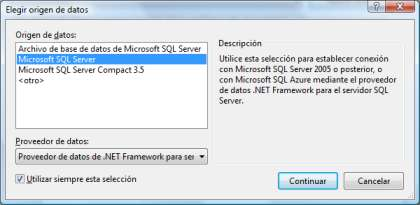 Elegir origen de datos
Origen de datos:
Archivo de base de datos de Microsoft SQL Server
Microsoft SQL Server
Microsoft SQL Server Compact 3.5
<otro>
Descripción
Utilice esta selección para establecer conexión
con Microsoft SQL Server 2005 o posterior, o
con Microsoft SQL Azure mediante el proveedor
de datos .NET Framework para el servidor SQL
Server.
Proveedor de datos:
Proveedor de datos de .NET Framework para ser
Utilizar siempre esta selección
Continuar
Cancelar